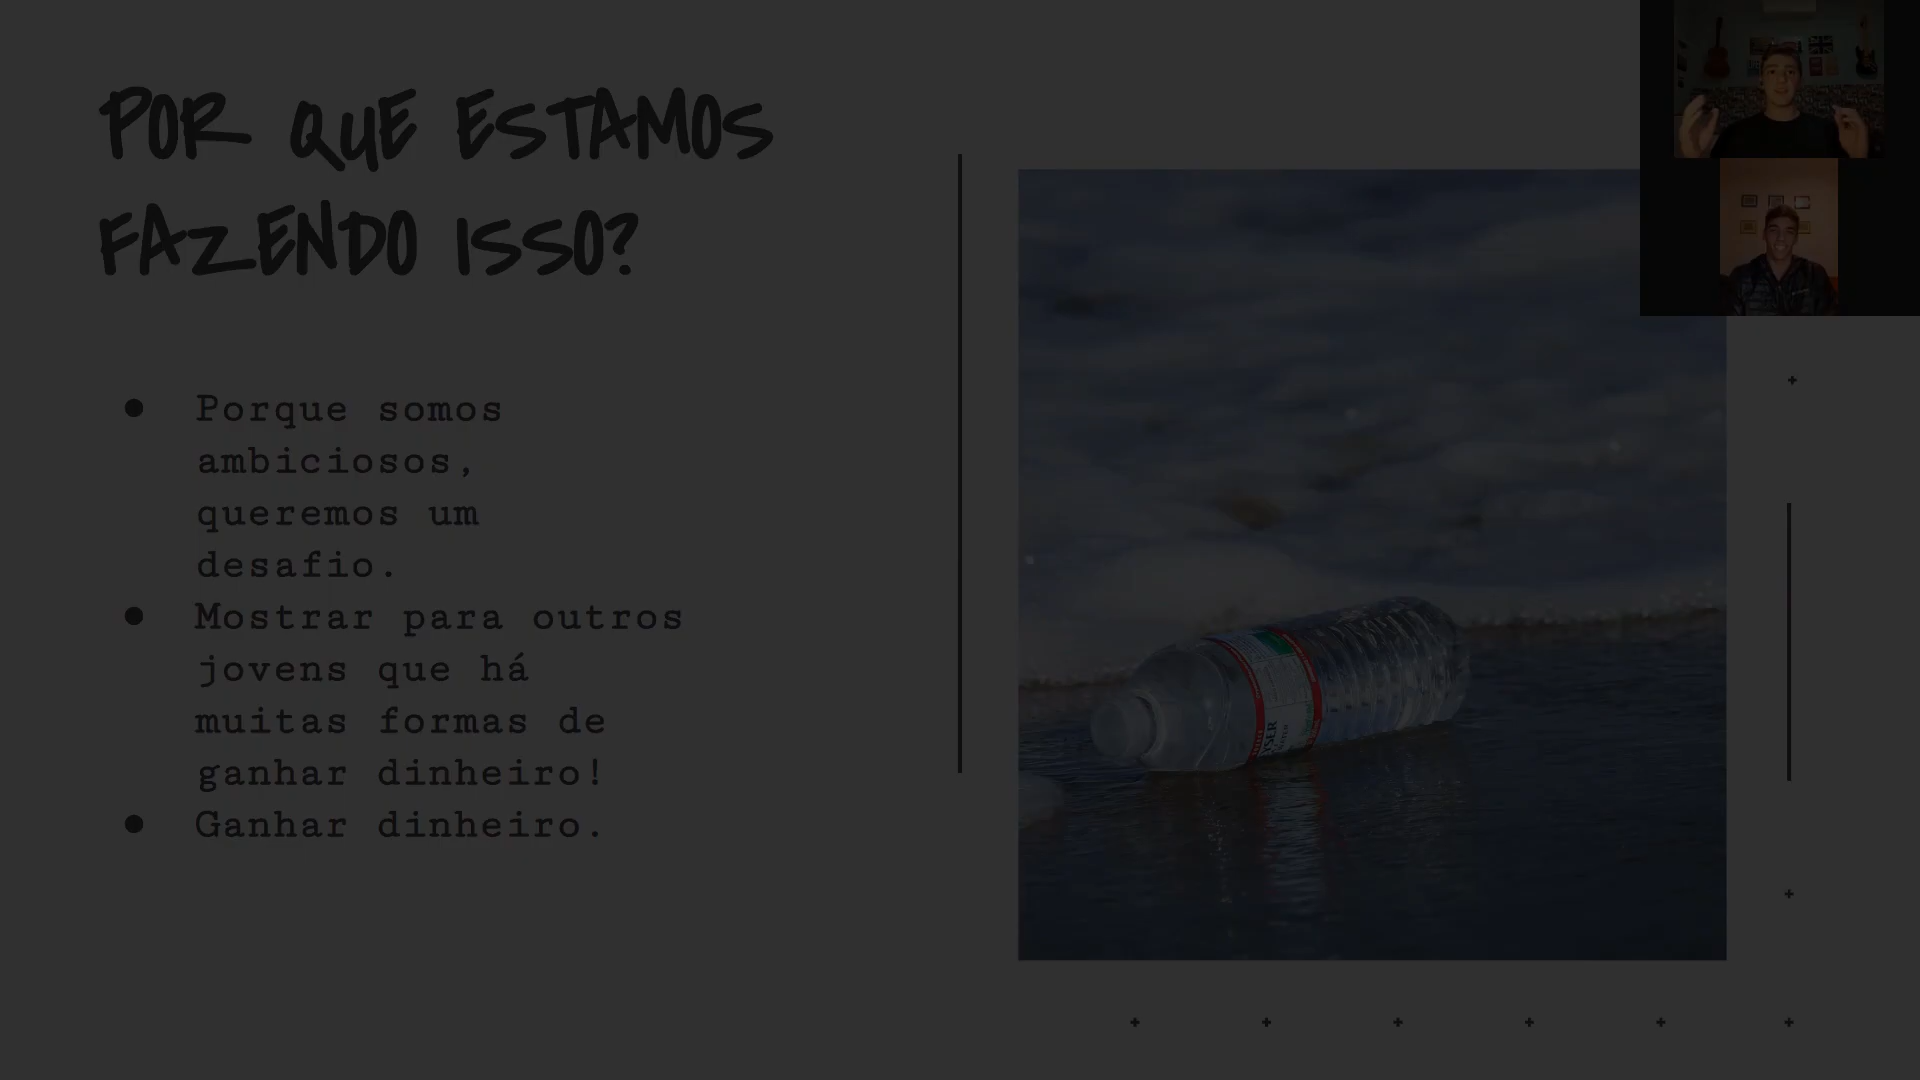 POR QUE ESTAMOS
FAZENDO ISSO?
● Porque somos
ambiciosos,
queremos um
desafio.
● Mostrar para outros
jovens que há
muitas formas de
ganhar dinheiro!
● Ganhar dinheiro.